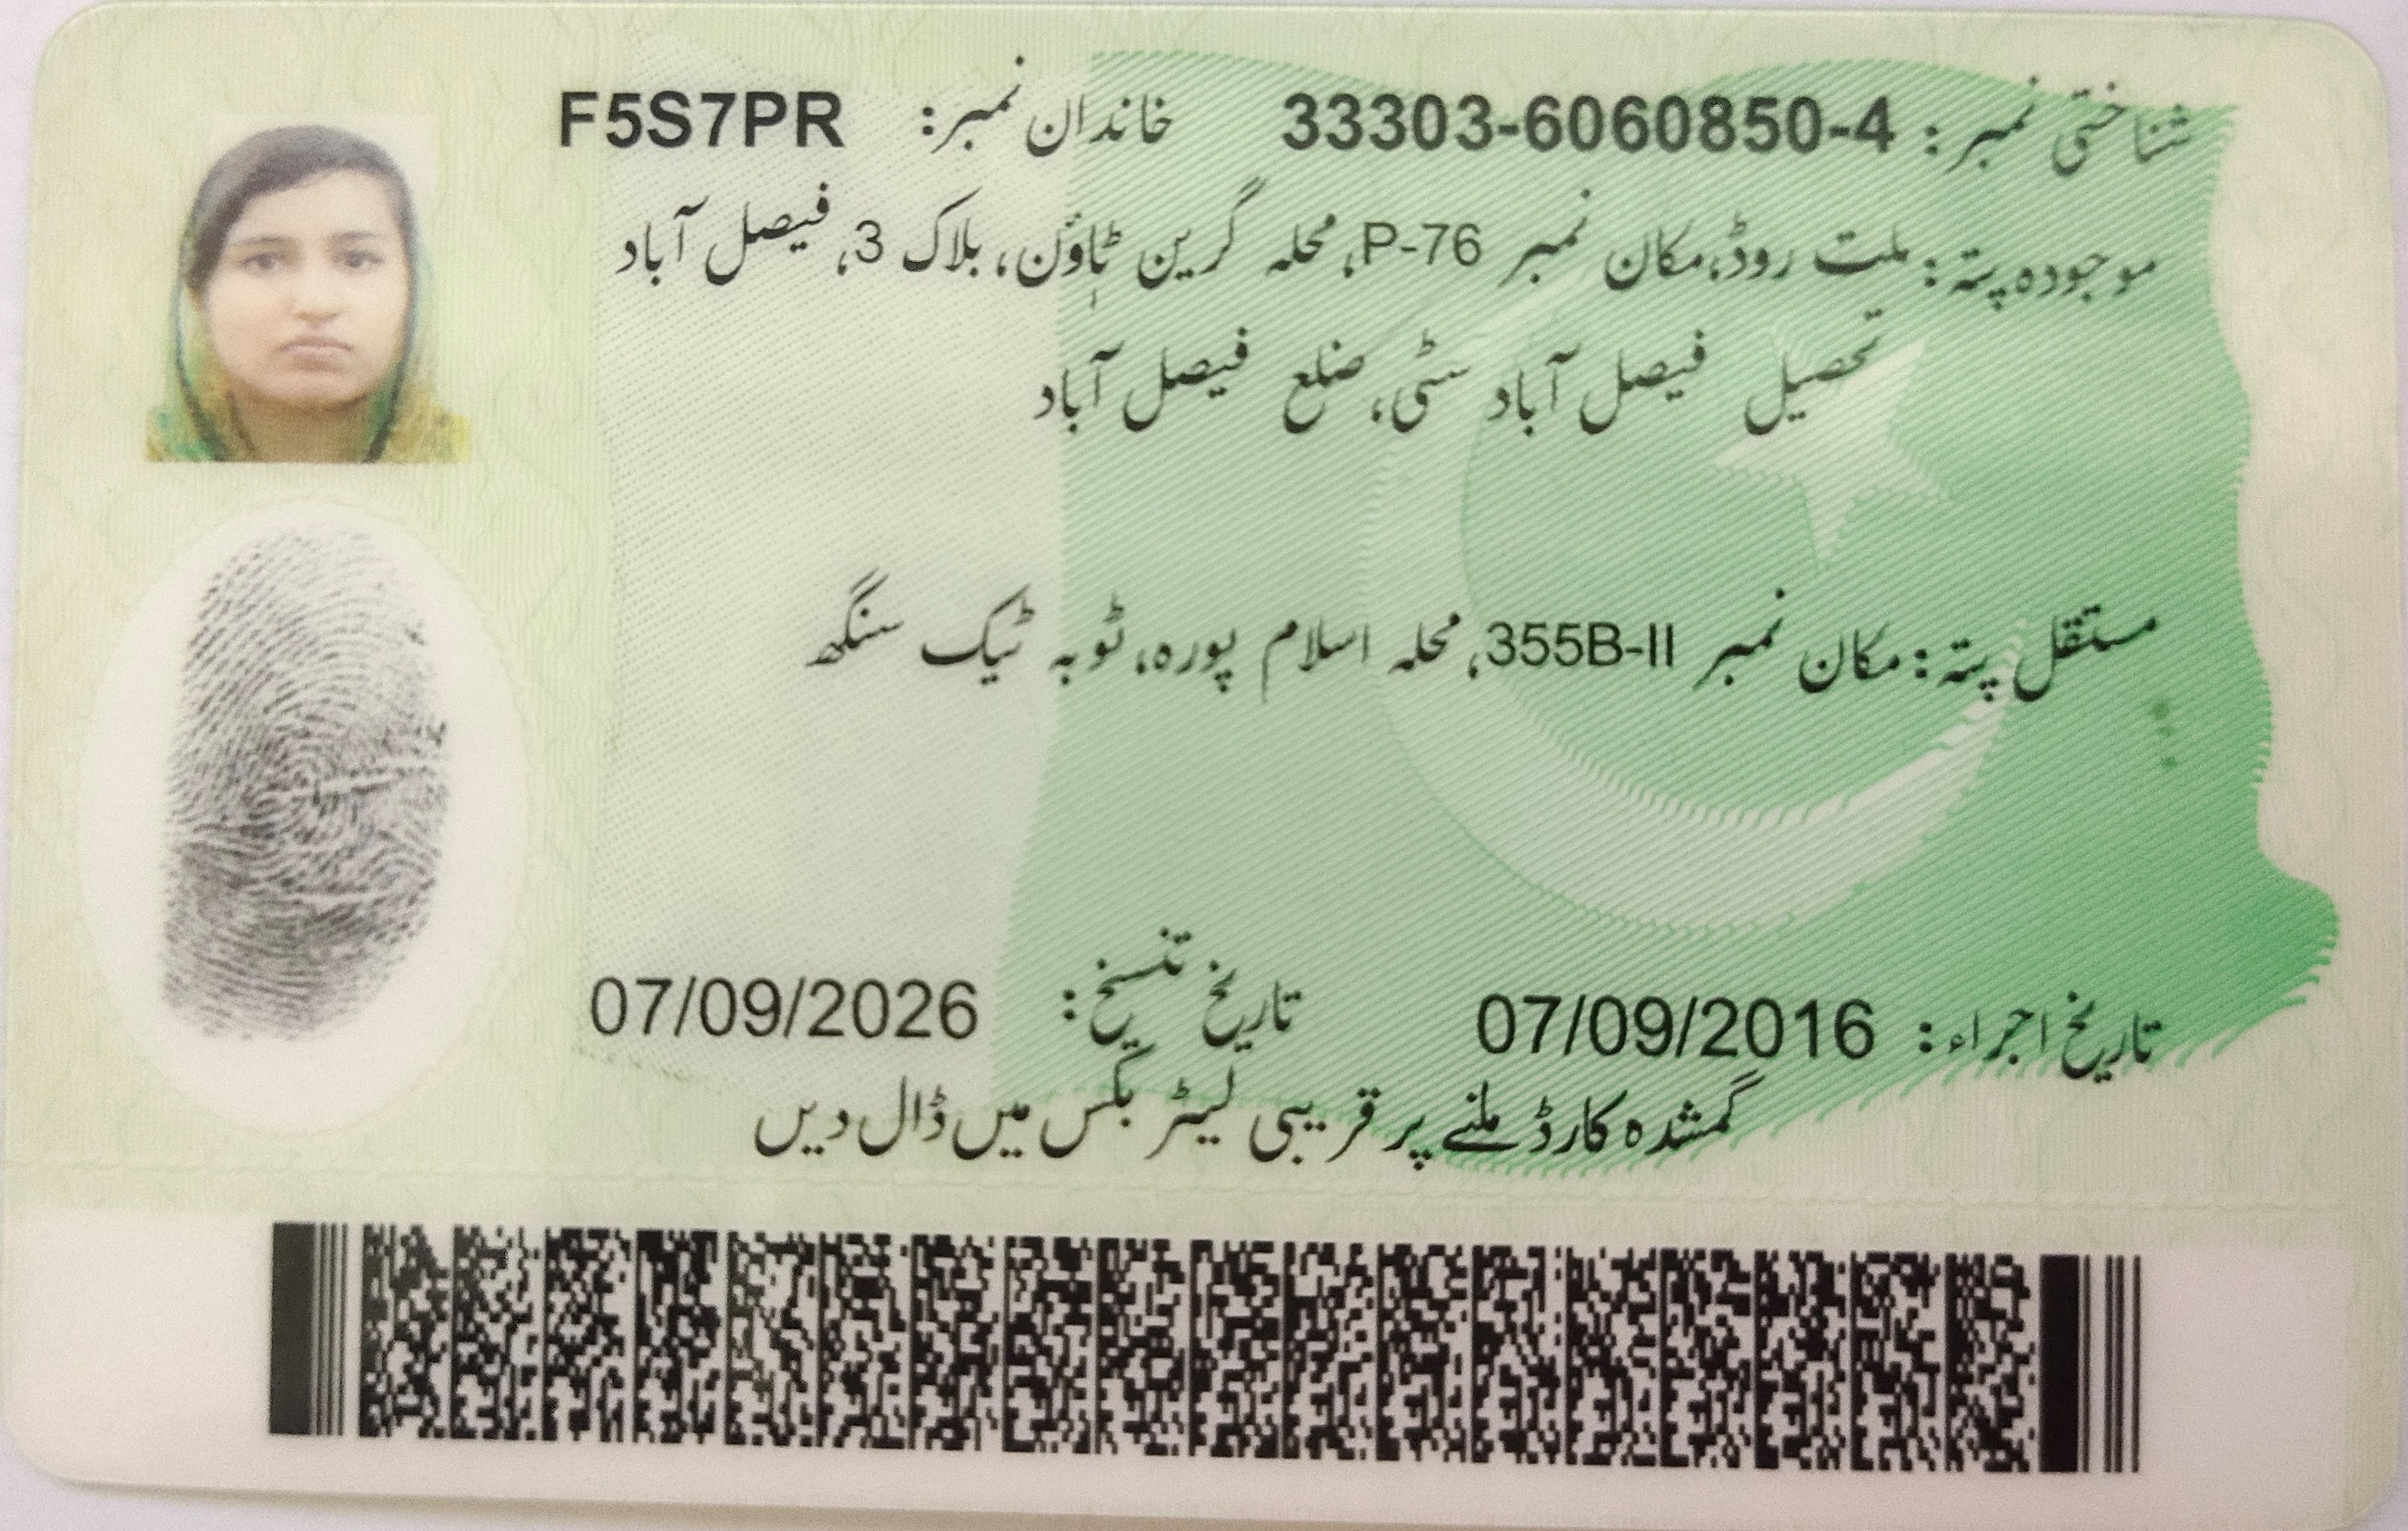 شناختی نمبر: 33303-6060850-4 خاندان نمبر: F5S7PR
موجودہ پتہ: ملت روڈ،مکان نمبر P-76، محلہ گرین ٹاؤن، بلاک 3، فیصل آباد
تحصیل فیصل آباد سٹی، ضلع فیصل آباد
مستقل پتہ: مکان نمبر 355B-II، محلہ اسلام پورہ، ٹوبہ ٹیک سنگھ
تاریخ اجراء: 07/09/2016 تاریخ تنسیخ: 07/09/2026
گمشدہ کارڈ ملنے پر قریبی لیٹر بکس میں ڈال دیں